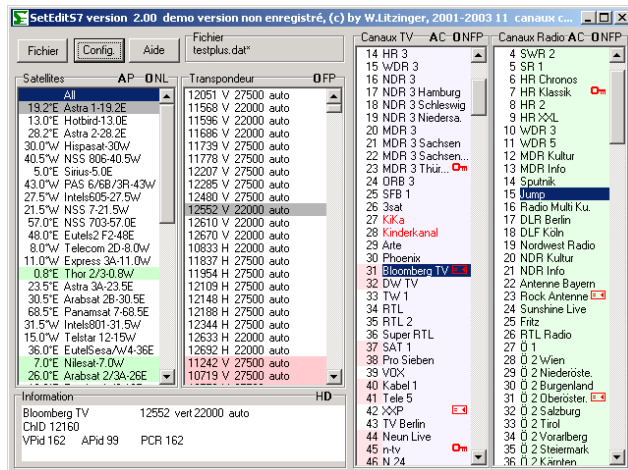 SetEditS7 version 2.00 demo version non enregistré, (c) by W.Litzinger, 2001-2003 11 canaux c...
Fichier
Config.
Aide
Fichier
testplus.dat*
Satellites AP ONL
All
19.2°E Astra 1-19.2E
13.0°E Hotbird-13.0E
28.2°E Astra 2-28.2E
30.0°W Hispasat-30W
40.5°W NSS 806-40.5W
5.0°E Sirius-5.0E
43.0°W PAS 6/6B/3R-43W
27.5°W Intels605-27.5W
21.5°W NSS 7-21.5W
57.0°E NSS 703-57.0E
48.0°E Eutels2 F2-48E
8.0°W Telecom 2D-8.0W
11.0°W Express 3A-11.0W
0.8°E Thor 2/3-0.8W
23.5°E Astra 3A-23.5E
30.5°E Arabsat 2B-30.5E
68.5°E Panamsat 7-68.5E
31.5°W Intels801-31.5W
15.0°W Telstar 12-15W
36.0°E EutelSesa/W4-36E
7.0°E Nilesat-7.0W
26.0°E Arabsat 2/3A-26E
Transpondeur OFP
12051 V 27500 auto
11568 V 22000 auto
11596 V 22000 auto
11686 V 22000 auto
11739 V 27500 auto
11778 V 27500 auto
12207 V 27500 auto
12285 V 27500 auto
12480 V 27500 auto
12552 V 22000 auto
12610 V 22000 auto
12670 V 22000 auto
10833 H 22000 auto
11837 H 27500 auto
11954 H 27500 auto
12109 H 27500 auto
12148 H 27500 auto
12188 H 27500 auto
12344 H 27500 auto
12633 H 22000 auto
12692 H 22000 auto
11242 V 27500 auto
10719 V 27500 auto
Information HD
Bloomberg TV 12552 vert 22000 auto
ChID 12160
VPid 162 APid 99 PCR 162
Canaux TV AC ONFP
14 HR 3
15 WDR 3
16 NDR 3
17 NDR 3 Hamburg
18 NDR 3 Schleswig
19 NDR 3 Niedersa.
20 MDR 3
21 MDR 3 Sachsen
22 MDR 3 Sachsen...
23 MDR 3 Thür...
24 ORB 3
25 SFB 1
26 3sat
27 KiKa
28 Kinderkanal
29 Arte
30 Phoenix
31 Bloomberg TV
32 DW TV
33 TW 1
34 RTL
35 RTL 2
36 Super RTL
37 SAT 1
38 Pro Sieben
39 VOX
40 Kabel 1
41 Tele 5
42 XXP
43 TV Berlin
44 Neun Live
45 n-tv
46 N 24
Canaux Radio AC ONFP
4 SWR 2
5 SR 1
6 HR Chronos
7 HR Klassik
8 HR 2
9 HR XXL
10 WDR 3
11 WDR 5
12 MDR Kultur
13 MDR Info
14 Sputnik
15 Jump
16 Radio Multi Ku.
17 DLR Berlin
18 DLF Köln
19 Nordwest Radio
20 NDR Kultur
21 NDR Info
22 Antenne Bayern
23 Rock Antenne
24 Sunshine Live
25 Fritz
26 RTL Radio
27 Ö 1
28 Ö 2 Wien
29 Ö 2 Niederöste.
30 Ö 2 Burgenland
31 Ö 2 Oberöster.
32 Ö 2 Salzburg
33 Ö 2 Tirol
34 Ö 2 Vorarlberg
35 Ö 2 Steiermark
36 Ö 2 Kärnten